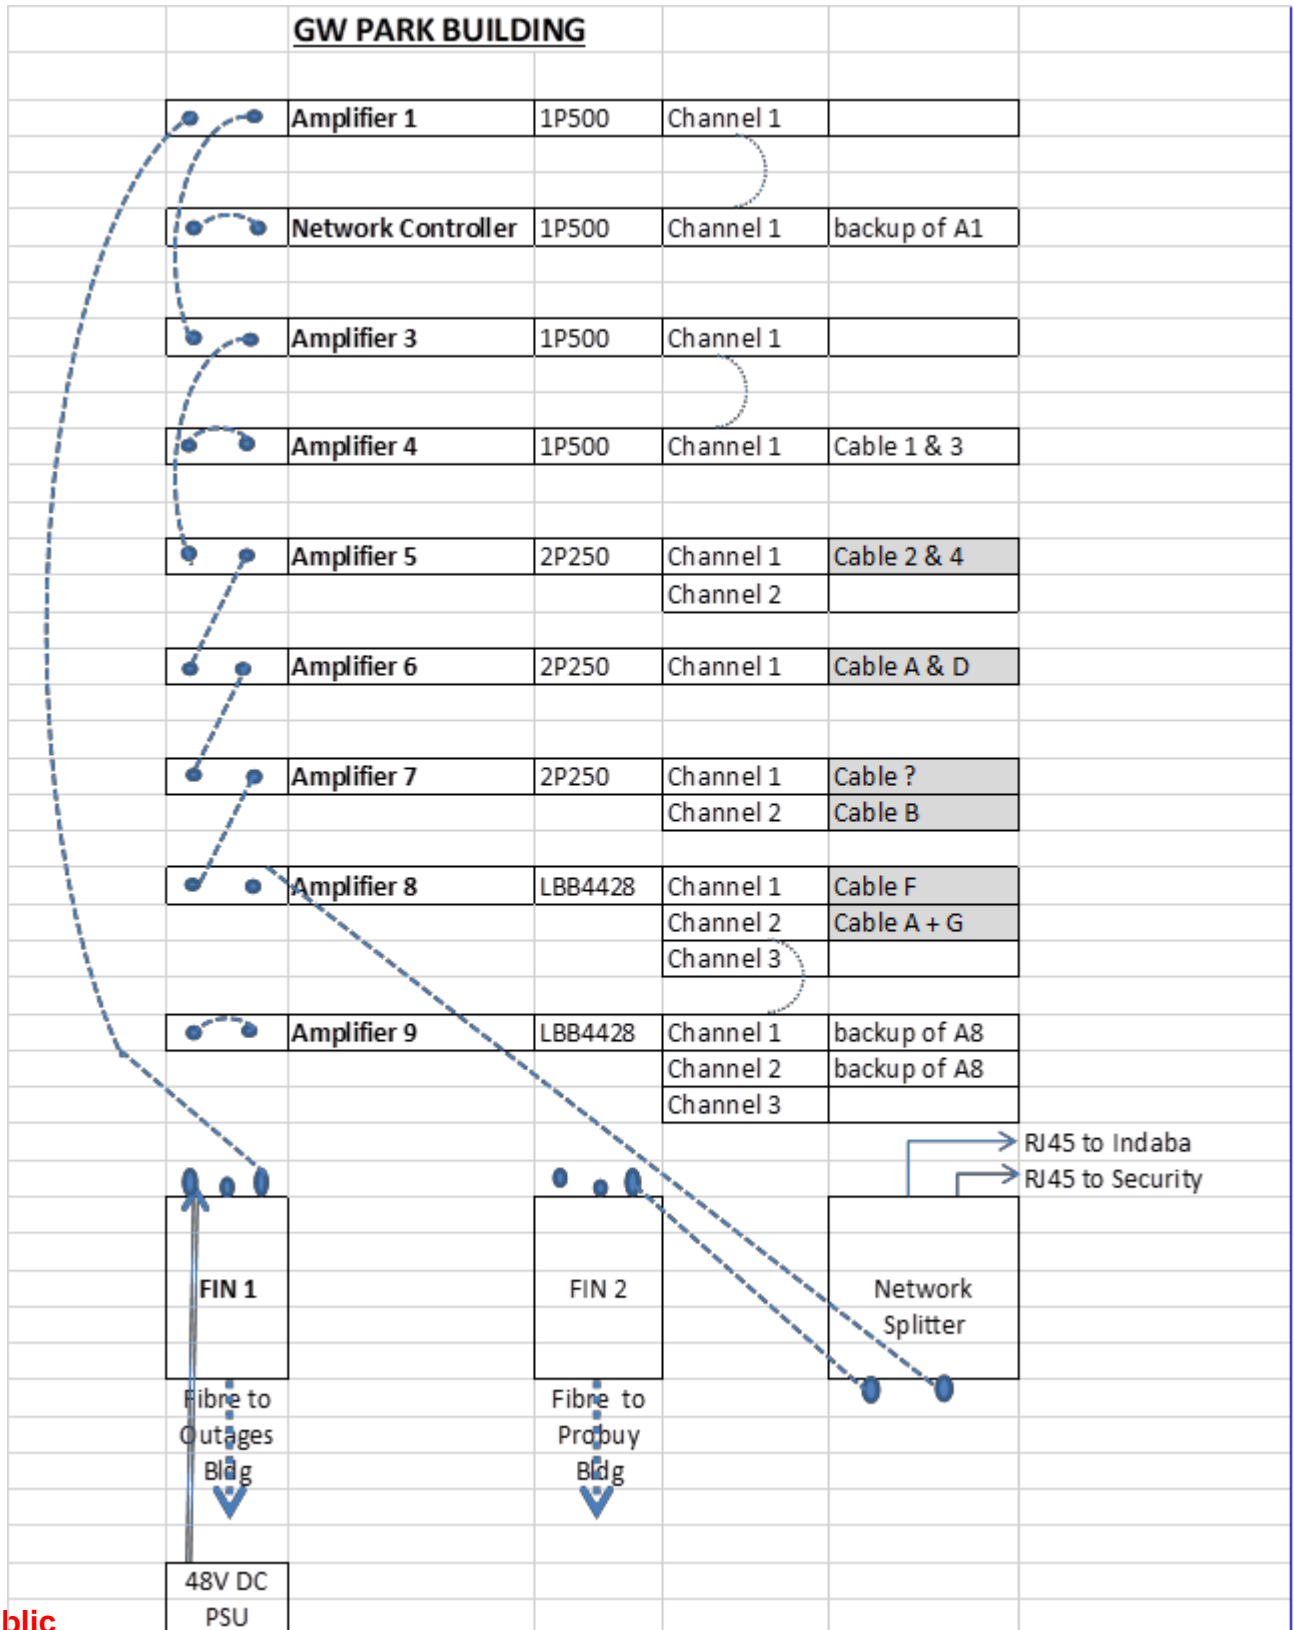 GW PARK BUILDING
Amplifier 1 1P500 Channel 1
Network Controller 1P500 Channel 1 backup of A1
Amplifier 3 1P500 Channel 1
Amplifier 4 1P500 Channel 1 Cable 1 & 3
Amplifier 5 2P250 Channel 1 Cable 2 & 4
Channel 2
Amplifier 6 2P250 Channel 1 Cable A & D
Amplifier 7 2P250 Channel 1 Cable ?
Channel 2 Cable B
Amplifier 8 LBB4428 Channel 1 Cable F
Channel 2 Cable A + G
Channel 3
Amplifier 9 LBB4428 Channel 1 backup of A8
Channel 2 backup of A8
Channel 3
RJ45 to Indaba
RJ45 to Security
FIN 1 FIN 2 Network
Splitter
Fibre to Fibre to
Outages Probuy
Bldg Bldg
48V DC
PSU
blic